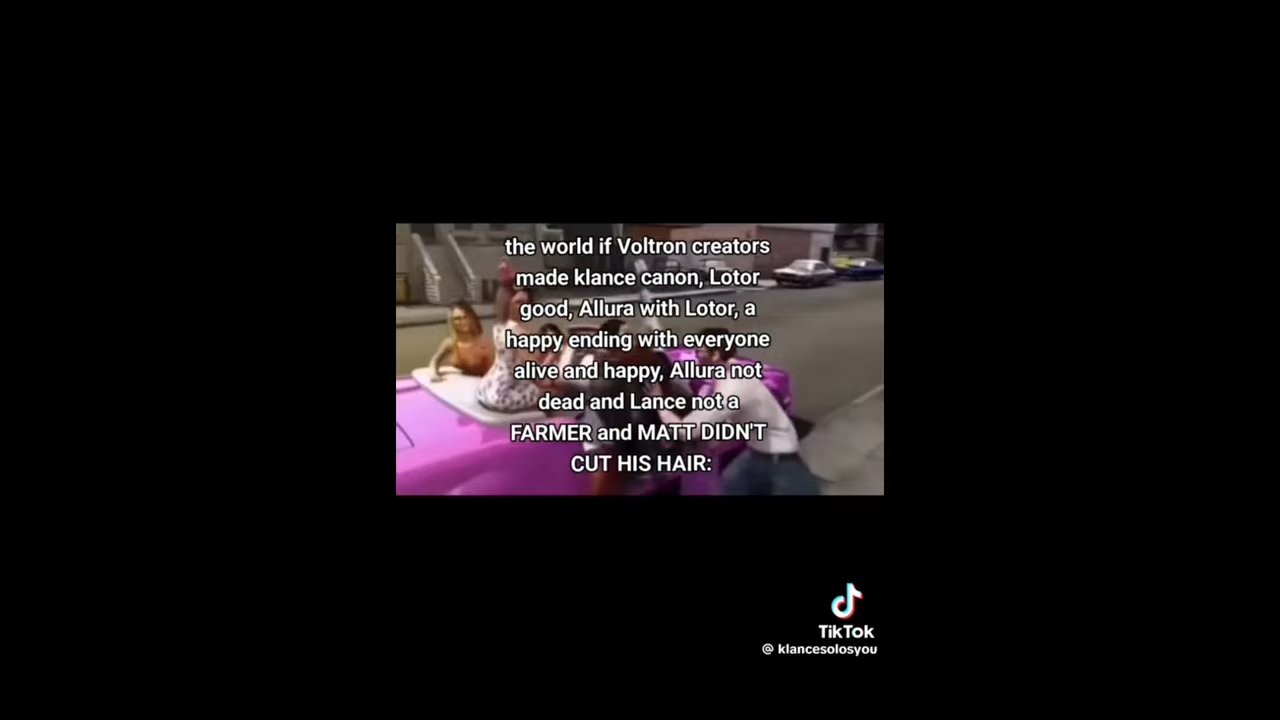 the world if Voltron creators
made klance canon, Lotor
good, Allura with Lotor, a
happy ending with everyone
alive and happy, Allura not
dead and Lance not a
FARMER and MATT DIDN'T
CUT HIS HAIR:
TikTok
@ klancesolosyou